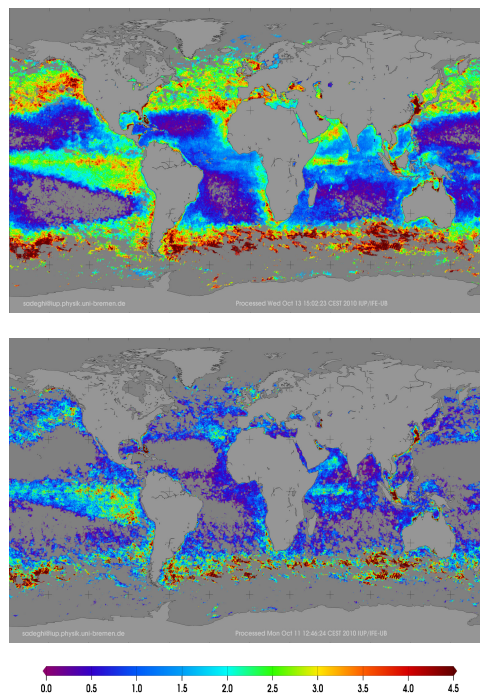 sadeghi@iup.physik.uni-bremen.de Processed Wed Oct 13 15:02:23 CEST 2010 IUP/IFE-UB
sadeghi@iup.physik.uni-bremen.de Processed Mon Oct 11 12:46:24 CEST 2010 IUP/IFE-UB
0.0 0.5 1.0 1.5 2.0 2.5 3.0 3.5 4.0 4.5